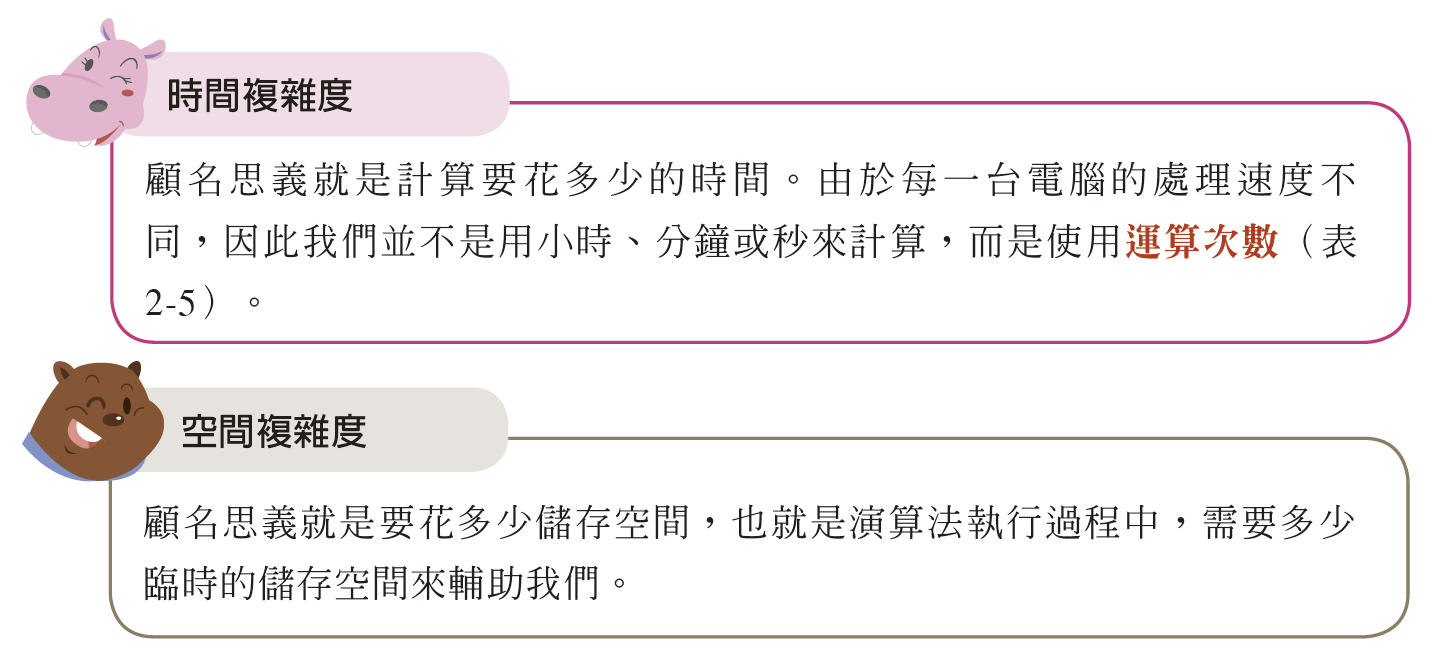 時間複雜度
顧名思義就是計算要花多少的時間。由於每一台電腦的處理速度不
同，因此我們並不是用小時、分鐘或秒來計算，而是使用運算次數（表
2-5）。
空間複雜度
顧名思義就是要花多少儲存空間，也就是演算法執行過程中，需要多少
臨時的儲存空間來輔助我們。